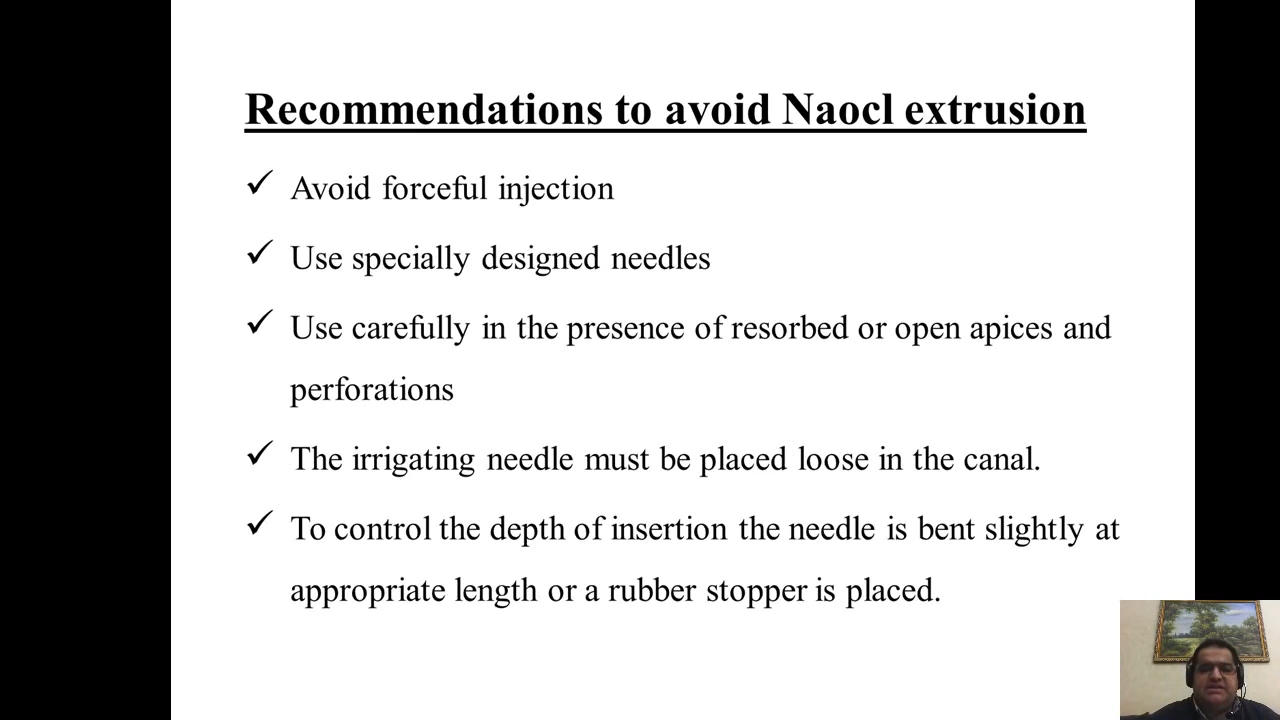 Recommendations to avoid Naocl extrusion
✓ Avoid forceful injection
✓ Use specially designed needles
✓ Use carefully in the presence of resorbed or open apices and
perforations
✓ The irrigating needle must be placed loose in the canal.
✓ To control the depth of insertion the needle is bent slightly at
appropriate length or a rubber stopper is placed.